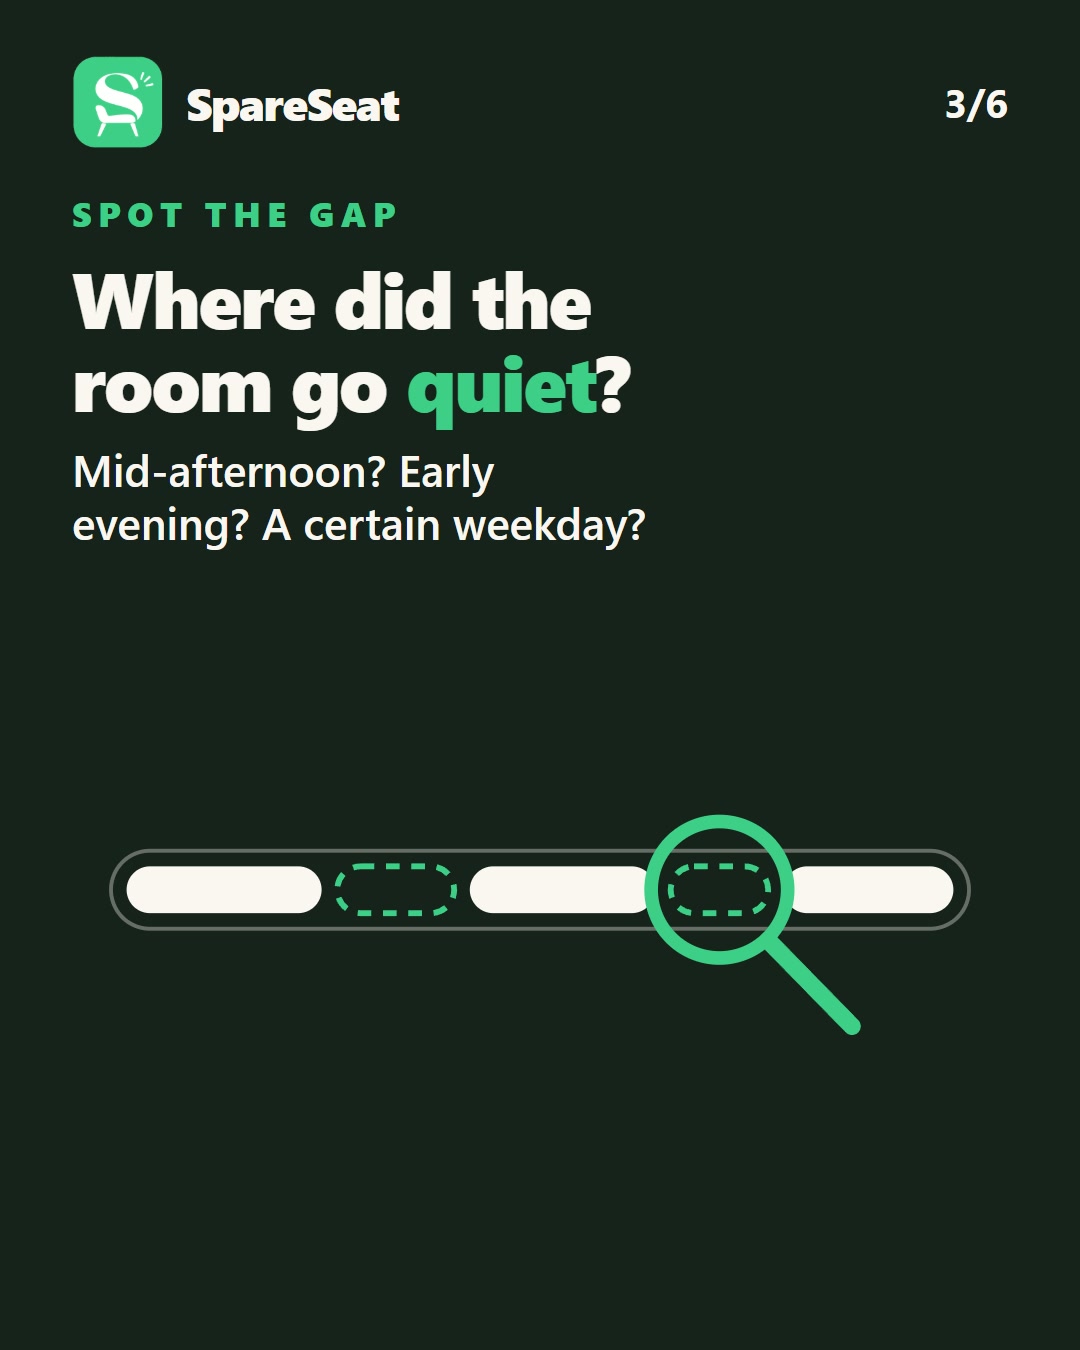 SpareSeat
3/6
SPOT THE GAP
Where did the
room go quiet?
Mid-afternoon? Early
evening? A certain weekday?